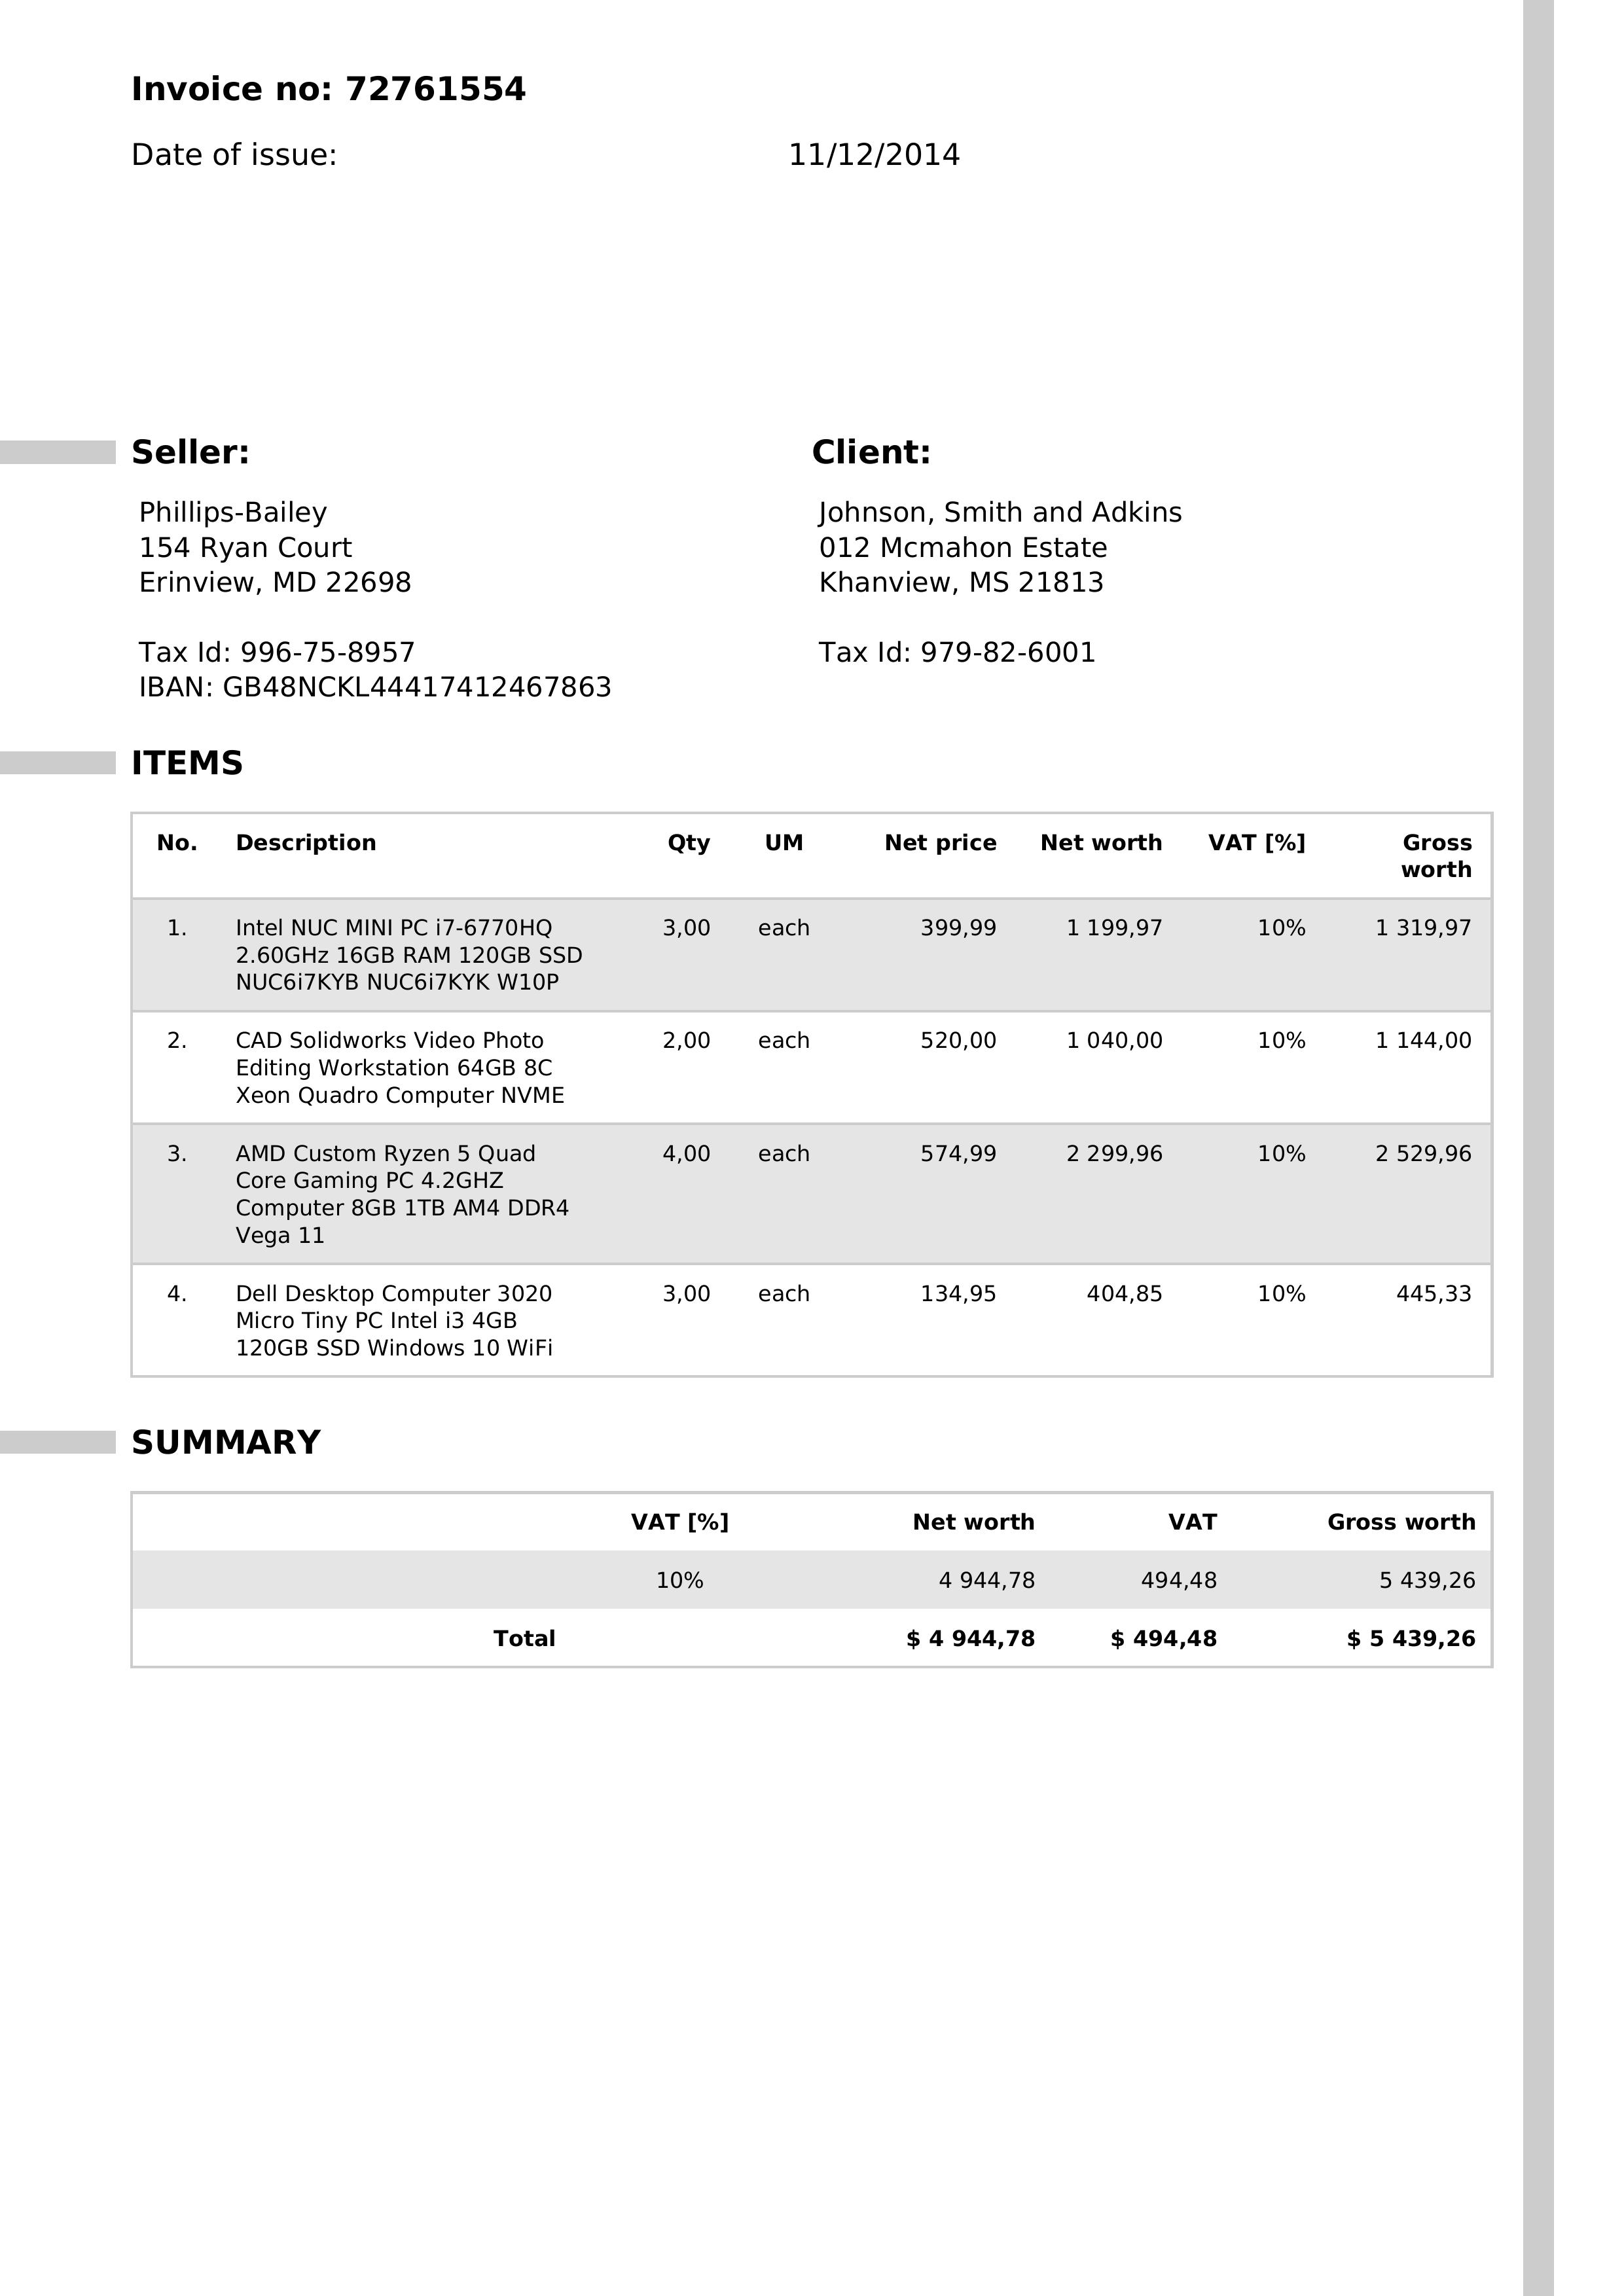 Invoice no: 72761554
Date of issue: 11/12/2014
Seller:
Phillips-Bailey
154 Ryan Court
Erinview, MD 22698
Tax Id: 996-75-8957
IBAN: GB48NCKL44417412467863
Client:
Johnson, Smith and Adkins
012 Mcmahon Estate
Khanview, MS 21813
Tax Id: 979-82-6001
ITEMS
No. Description Qty UM Net price Net worth VAT [%] Gross
worth
1. Intel NUC MINI PC i7-6770HQ 3,00 each 399,99 1 199,97 10% 1 319,97
2.60GHz 16GB RAM 120GB SSD
NUC6i7KYB NUC6i7KYK W10P
2. CAD Solidworks Video Photo 2,00 each 520,00 1 040,00 10% 1 144,00
Editing Workstation 64GB 8C
Xeon Quadro Computer NVME
3. AMD Custom Ryzen 5 Quad 4,00 each 574,99 2 299,96 10% 2 529,96
Core Gaming PC 4.2GHZ
Computer 8GB 1TB AM4 DDR4
Vega 11
4. Dell Desktop Computer 3020 3,00 each 134,95 404,85 10% 445,33
Micro Tiny PC Intel i3 4GB
120GB SSD Windows 10 WiFi
SUMMARY
VAT [%] Net worth VAT Gross worth
10% 4 944,78 494,48 5 439,26
Total $ 4 944,78 $ 494,48 $ 5 439,26